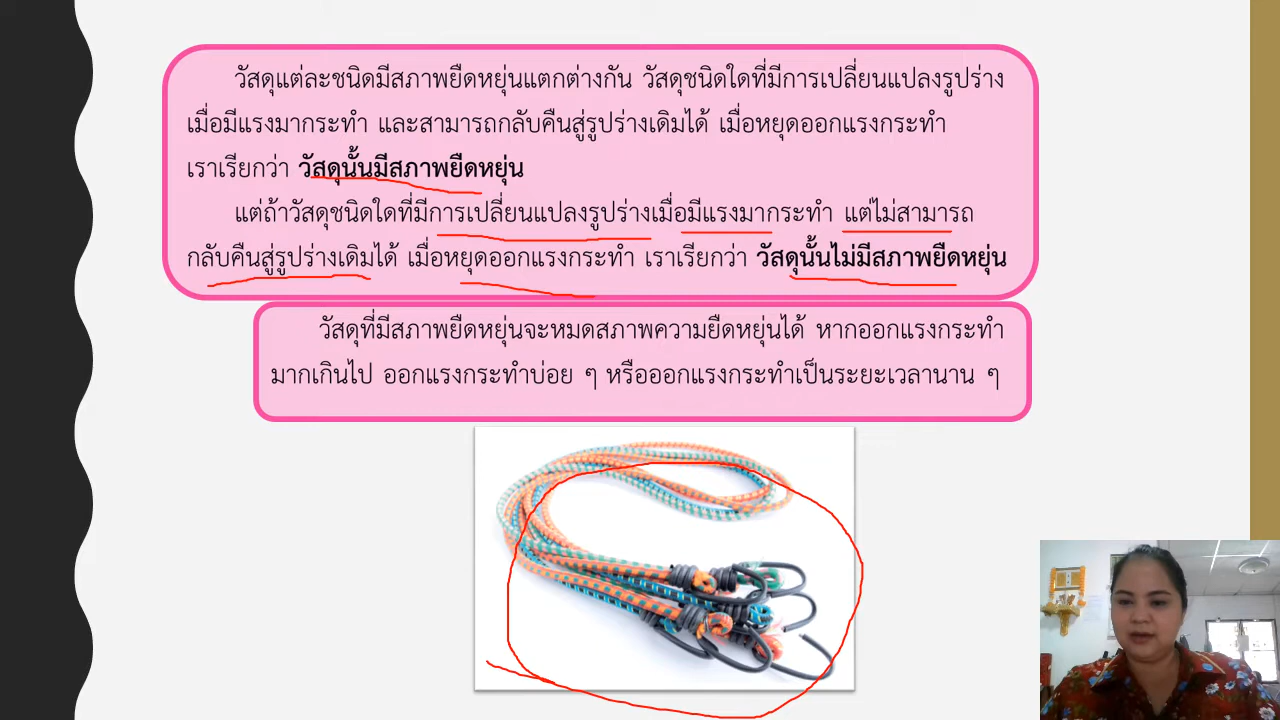 วัสดุแต่ละชนิดมีสภาพยืดหยุ่นแตกต่างกัน วัสดุชนิดใดที่มีการเปลี่ยนแปลงรูปร่าง
เมื่อมีแรงมากระทำ และสามารถกลับคืนสู่รูปร่างเดิมได้ เมื่อหยุดออกแรงกระทำ
เราเรียกว่า วัสดุนั้นมีสภาพยืดหยุ่น
แต่ถ้าวัสดุชนิดใดที่มีการเปลี่ยนแปลงรูปร่างเมื่อมีแรงมากระทำ แต่ไม่สามารถ
กลับคืนสู่รูปร่างเดิมได้ เมื่อหยุดออกแรงกระทำ เราเรียกว่า วัสดุนั้นไม่มีสภาพยืดหยุ่น
วัสดุที่มีสภาพยืดหยุ่นจะหมดสภาพความยืดหยุ่นได้ หากออกแรงกระทำ
มากเกินไป ออกแรงกระทำบ่อย ๆ หรือออกแรงกระทำเป็นระยะเวลานาน ๆ